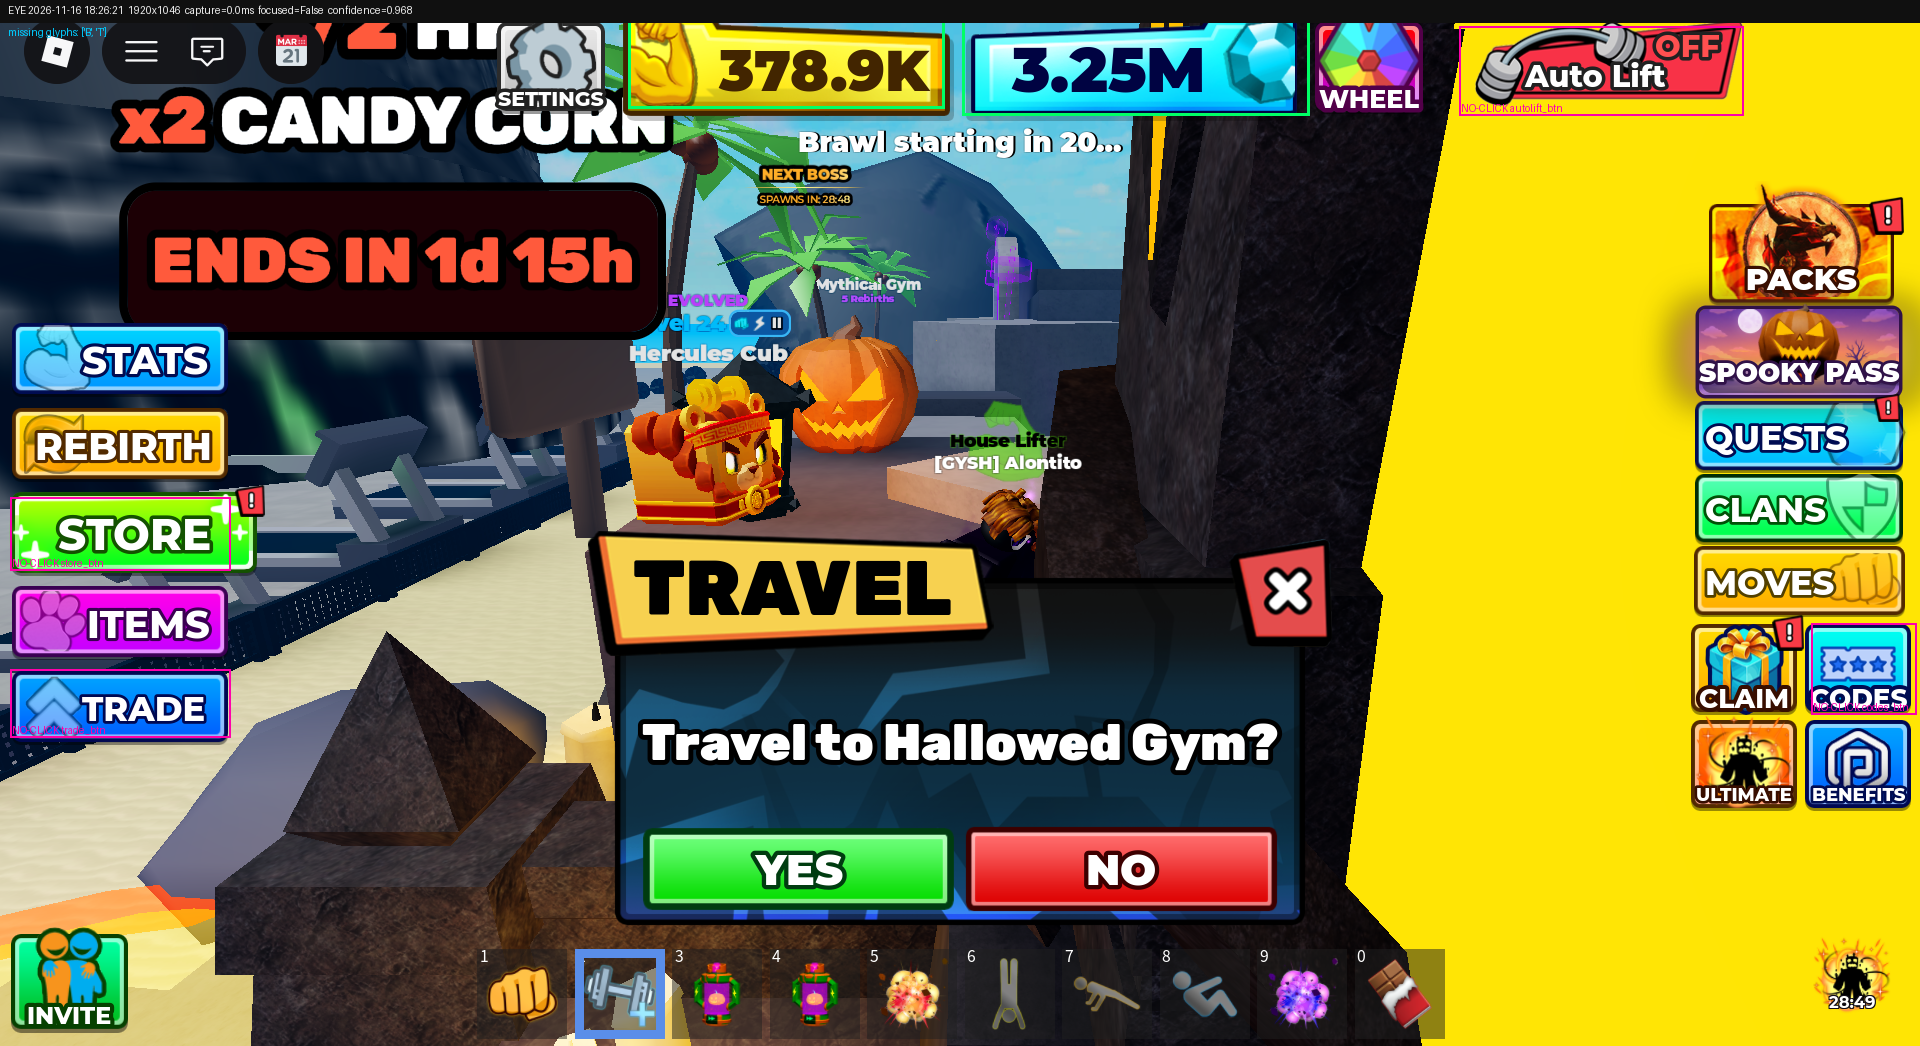 EYE 2026-11-16 18:26:21 1920x1046 capture=0.0ms focused=False confidence=0.968
missing glyphs: ['B', 'T']
MAR
21
SETTINGS
378.9K
3.25M
WHEEL
OFF
Auto Lift
NO-CLICK autolift_btn
x2 CANDY CORN
ENDS IN 1d 15h
Brawl starting in 20...
NEXT BOSS
SPAWNS IN: 28:48
Mythical Gym
5 Rebirths
EVOLVED
vel 24
Hercules Cub
House Lifter
[GYSH] Alontito
STATS
REBIRTH
STORE
NO-CLICK store_btn
ITEMS
TRADE
INVITE
PACKS
SPOOKY PASS
QUESTS
CLANS
MOVES
CLAIM
CODES
ULTIMATE
BENEFITS
28:49
TRAVEL
Travel to Hallowed Gym?
YES
NO
1
3
4
5
6
7
8
9
0